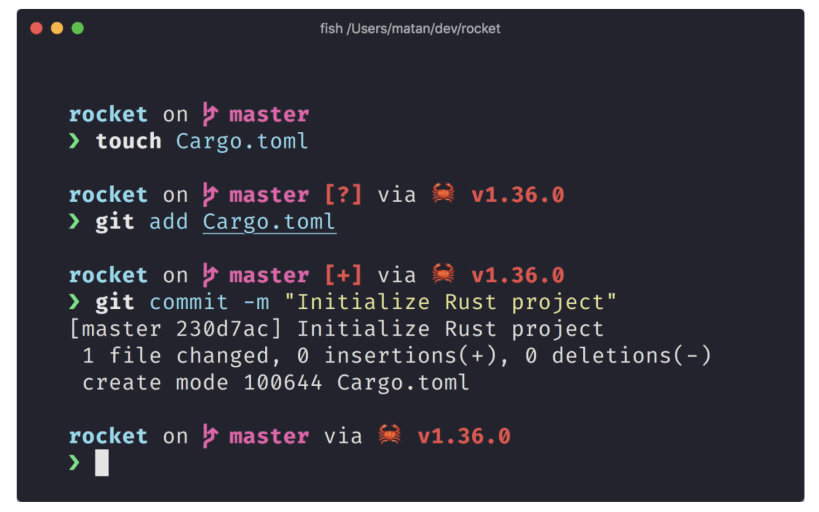 fish /Users/matan/dev/rocket
rocket on master
❯ touch Cargo.toml
rocket on master [?] via 🦀 v1.36.0
❯ git add Cargo.toml
rocket on master [+] via 🦀 v1.36.0
❯ git commit -m "Initialize Rust project"
[master 230d7ac] Initialize Rust project
1 file changed, 0 insertions(+), 0 deletions(-)
create mode 100644 Cargo.toml
rocket on master via 🦀 v1.36.0
❯